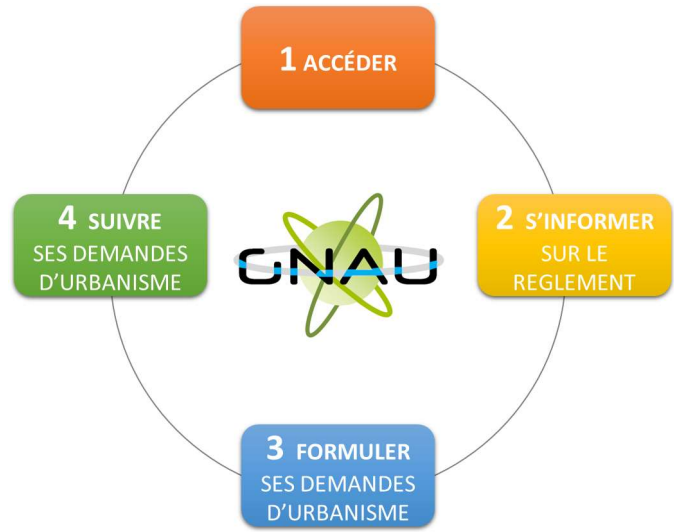 1 ACCÉDER
2 S’INFORMER
SUR LE
REGLEMENT
3 FORMULER
SES DEMANDES
D’URBANISME
4 SUIVRE
SES DEMANDES
D’URBANISME
GNAU